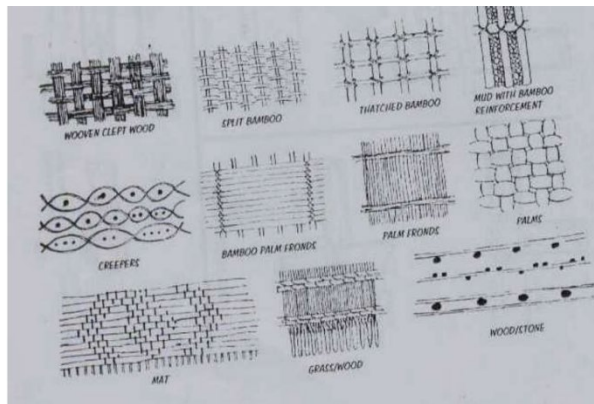 WOOVEN CLEPT WOOD
SPLIT BAMBOO
THATCHED BAMBOO
MUD WITH BAMBOO
REINFORCEMENT
CREEPERS
BAMBOO PALM FRONDS
PALM FRONDS
PALMS
MAT
GRASS/WOOD
WOOD/STONE